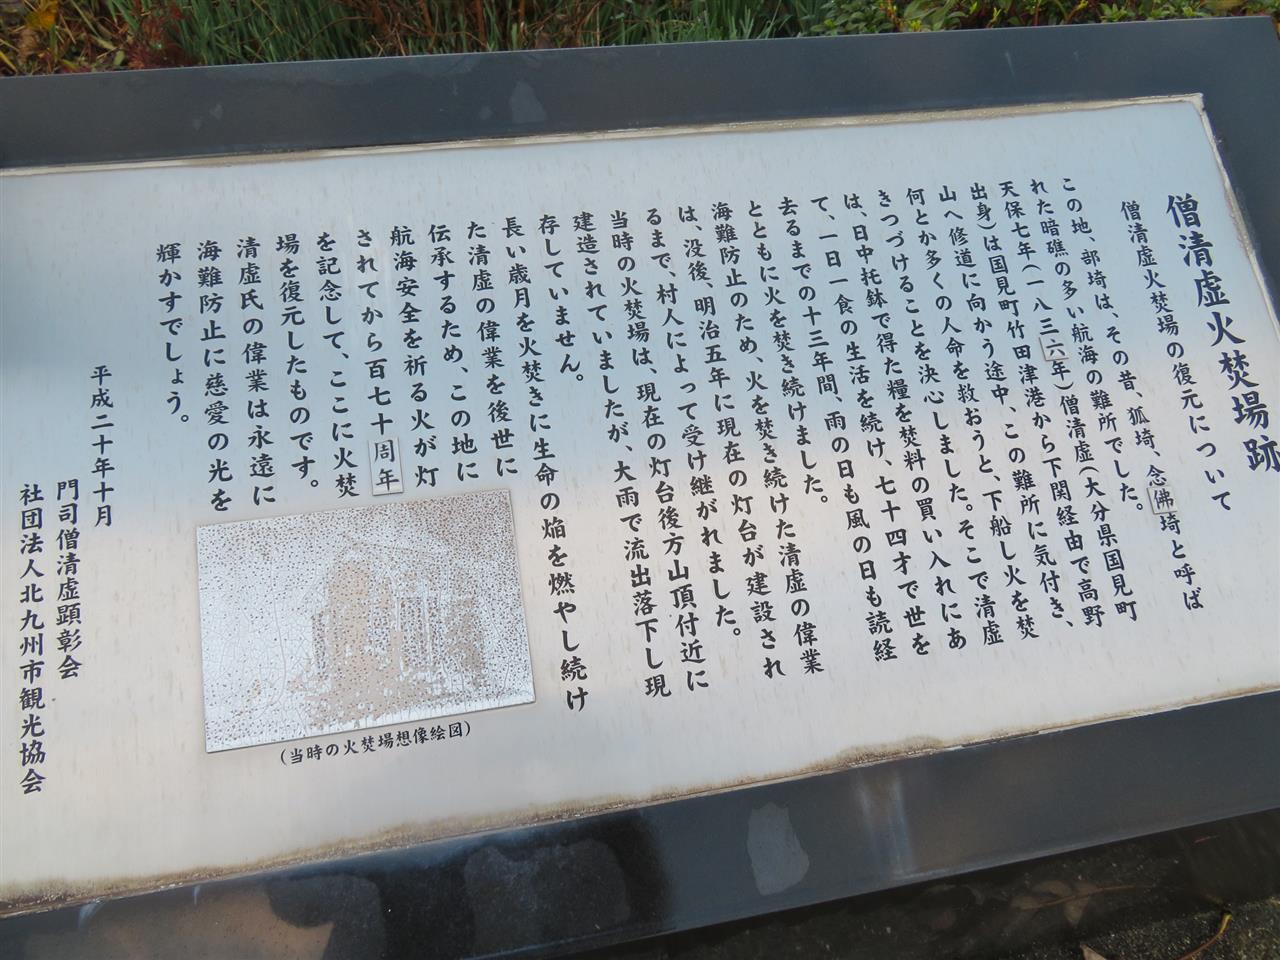 僧清虚火焚場跡
僧清虚火焚場の復元について
この地、部埼は、その昔、狐埼、念佛埼と呼ば
れた暗礁の多い航海の難所でした。
天保七年(一八三六年)僧清虚(大分県国見町
出身)は国見町竹田津港から下関経由で高野
山へ修道に向かう途中、この難所に気付き、
何とか多くの人命を救おうと、下船し火を焚
きつづけることを決心しました。そこで清虚
は、日中托鉢で得た糧を焚料の買い入れにあ
て、一日一食の生活を続け、七十四才で世を
去るまでの十三年間、雨の日も風の日も読経
とともに火を焚き続けました。
海難防止のため、火を焚き続けた清虚の偉業
は、没後、明治五年に現在の灯台が建設され
るまで、村人によって受け継がれました。
当時の火焚場は、現在の灯台後方山頂付近に
建造されていましたが、大雨で流出落下し現
存していません。
長い歳月を火焚きに生命の焔を燃やし続け
た清虚の偉業を後世に
伝承するため、この地に
航海安全を祈る火が灯
されてから百七十周年
を記念して、ここに火焚
場を復元したものです。
清虚氏の偉業は永遠に
海難防止に慈愛の光を
輝かすでしょう。
(当時の火焚場想像絵図)
平成二十年十月
門司僧清虚顕彰会
社団法人北九州市観光協会